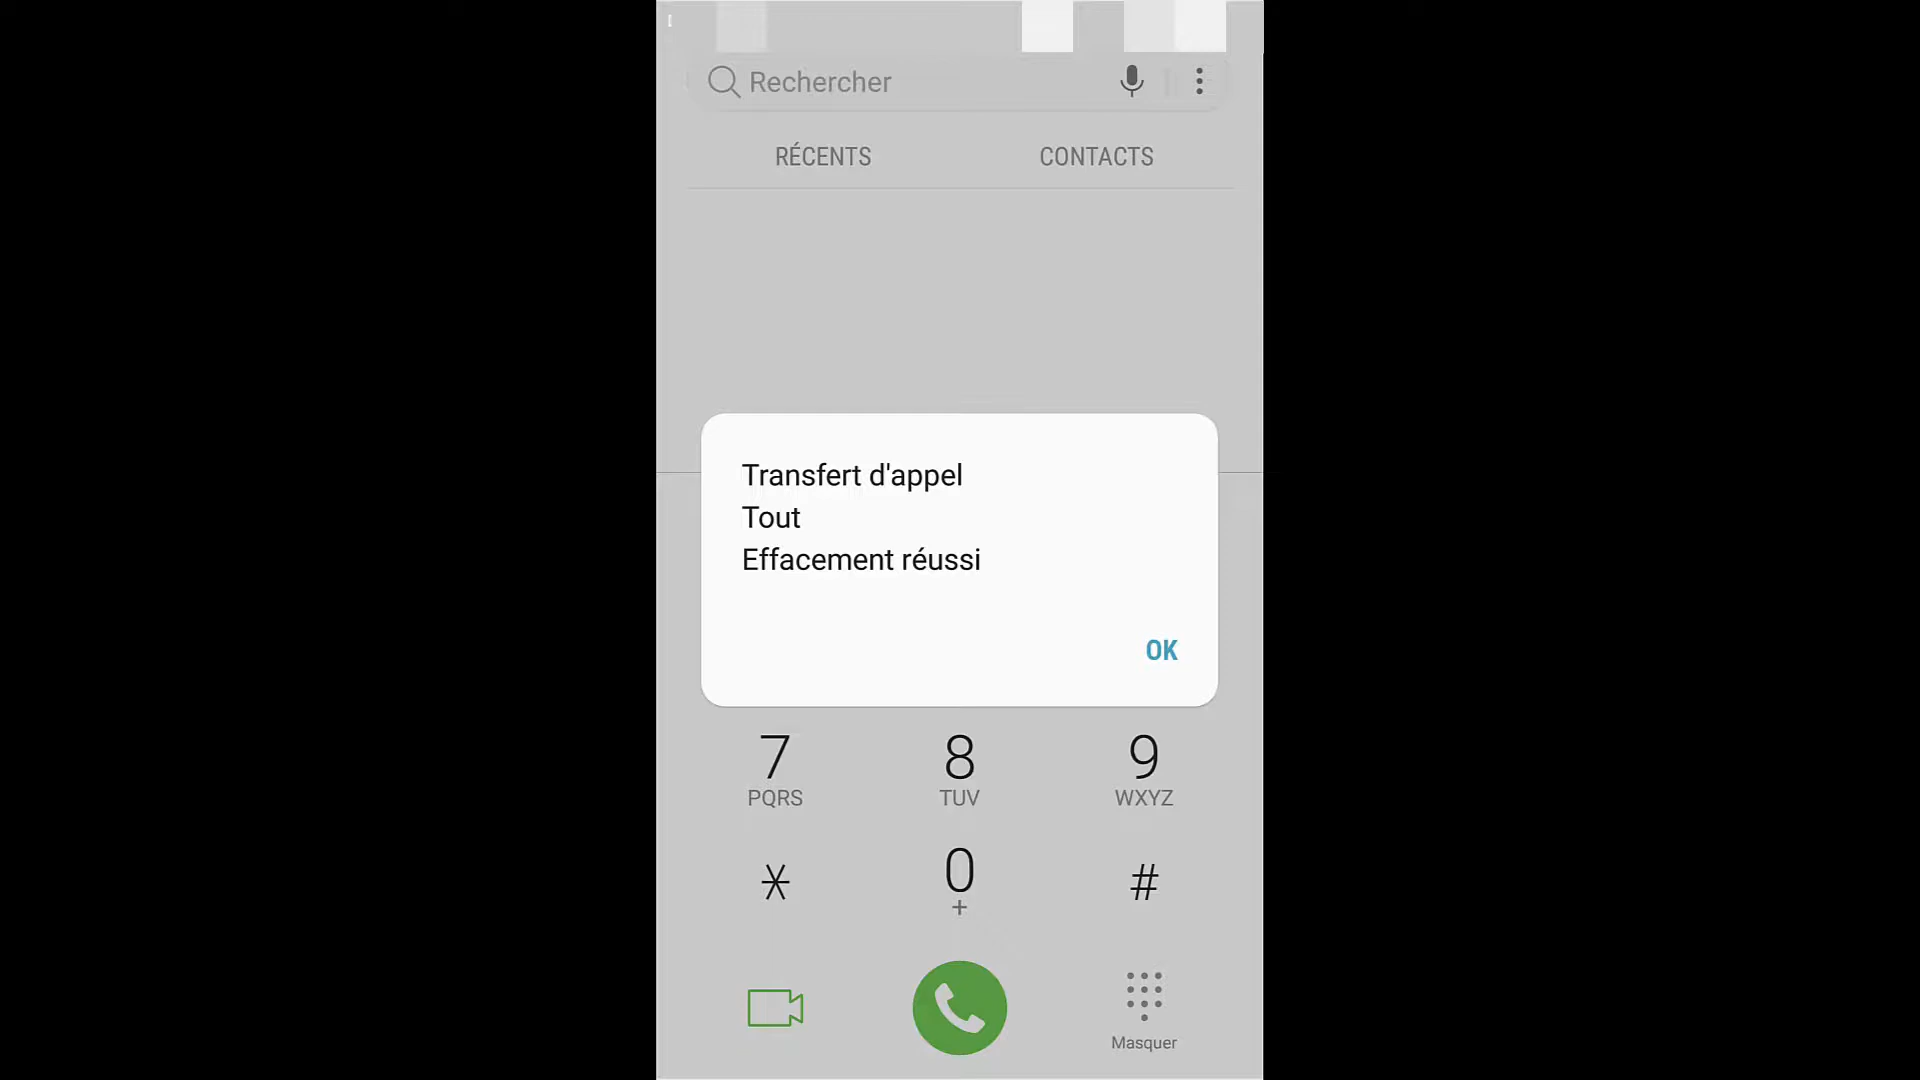 Rechercher
RÉCENTS CONTACTS
Transfert d'appel
Tout
Effacement réussi
OK
7 8 9
PQRS TUV WXYZ
* 0 #
+
Masquer